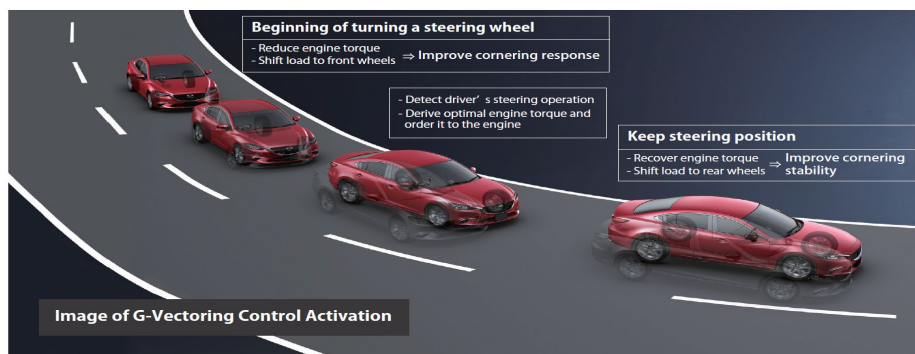 Beginning of turning a steering wheel
- Reduce engine torque
- Shift load to front wheels
⇒ Improve cornering response
- Detect driver’ s steering operation
- Derive optimal engine torque and
order it to the engine
Keep steering position
- Recover engine torque
- Shift load to rear wheels
⇒ Improve cornering
stability
Image of G-Vectoring Control Activation